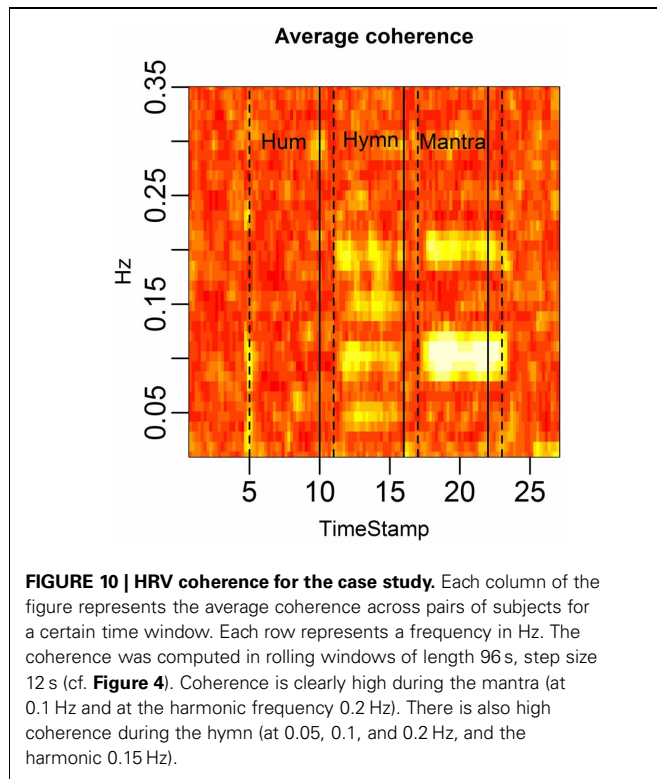 Average coherence
0.35
0.25
Hz
0.15
0.05
Hum Hymn Mantra
5 10 15 20 25
TimeStamp
FIGURE 10 | HRV coherence for the case study. Each column of the
figure represents the average coherence across pairs of subjects for
a certain time window. Each row represents a frequency in Hz. The
coherence was computed in rolling windows of length 96 s, step size
12 s (cf. Figure 4). Coherence is clearly high during the mantra (at
0.1 Hz and at the harmonic frequency 0.2 Hz). There is also high
coherence during the hymn (at 0.05, 0.1, and 0.2 Hz, and the
harmonic 0.15 Hz).